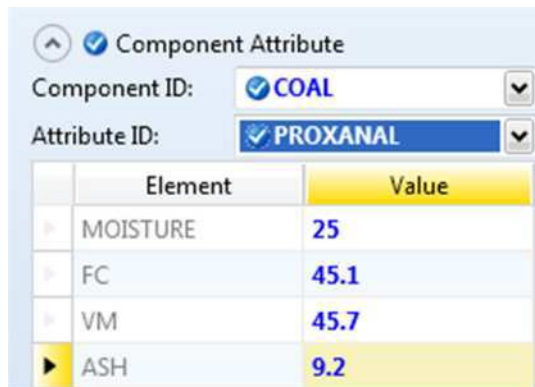 Component Attribute
Component ID: COAL
Attribute ID: PROXANAL
Element Value
MOISTURE 25
FC 45.1
VM 45.7
ASH 9.2